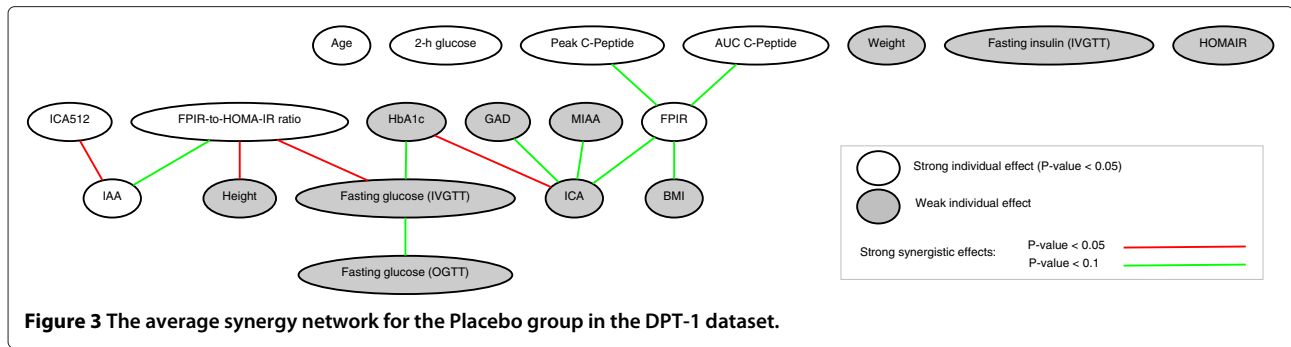 Age
2-h glucose
Peak C-Peptide
AUC C-Peptide
Weight
Fasting insulin (IVGTT)
HOMAIR
ICA512
FPIR-to-HOMA-IR ratio
HbA1c
GAD
MIAA
FPIR
IAA
Height
Fasting glucose (IVGTT)
ICA
BMI
Fasting glucose (OGTT)
Strong individual effect (P-value < 0.05)
Weak individual effect
Strong synergistic effects:
P-value < 0.05
P-value < 0.1
Figure 3 The average synergy network for the Placebo group in the DPT-1 dataset.